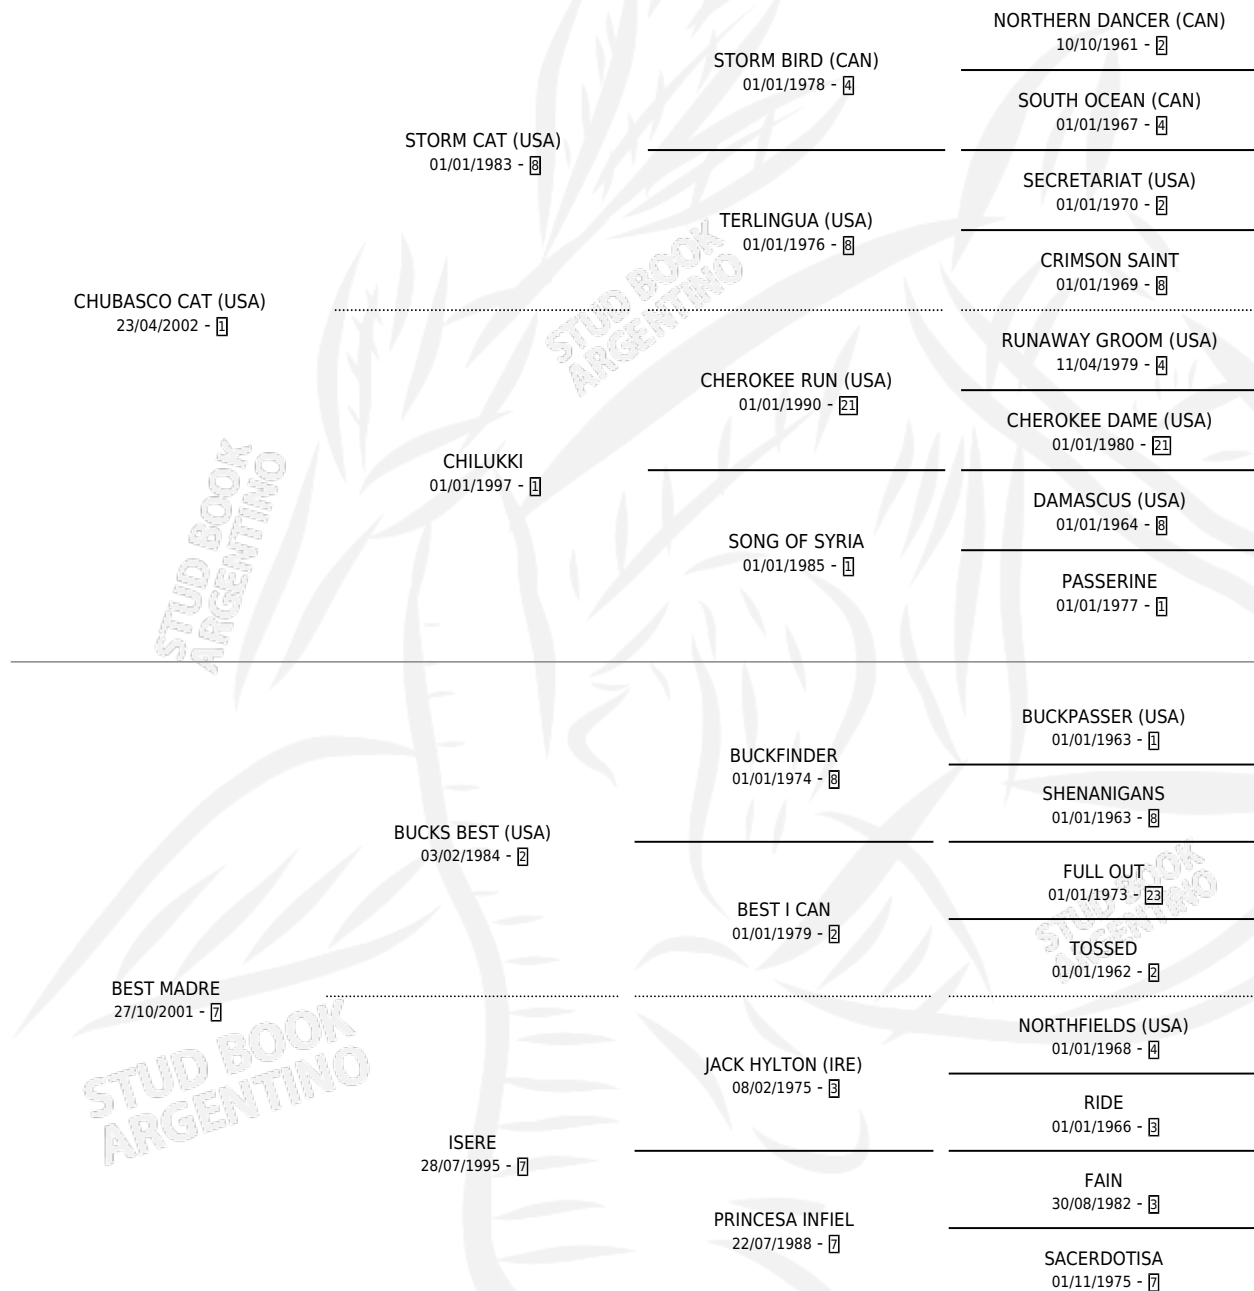 NORTHERN DANCER (CAN)
10/10/1961 - 2
STORM BIRD (CAN)
01/01/1978 - 4
SOUTH OCEAN (CAN)
01/01/1967 - 4
STORM CAT (USA)
01/01/1983 - 8
SECRETARIAT (USA)
01/01/1970 - 2
TERLINGUA (USA)
01/01/1976 - 8
CRIMSON SAINT
01/01/1969 - 8
CHUBASCO CAT (USA)
23/04/2002 - 1
RUNAWAY GROOM (USA)
11/04/1979 - 4
CHEROKEE RUN (USA)
01/01/1990 - 21
CHEROKEE DAME (USA)
01/01/1980 - 21
CHILUKKI
01/01/1997 - 1
DAMASCUS (USA)
01/01/1964 - 8
SONG OF SYRIA
01/01/1985 - 1
PASSERINE
01/01/1977 - 1
STUD BOOK
ARGENTINO
STUD BOOK
ARGENTINO
BUCKPASSER (USA)
01/01/1963 - 1
BUCKFINDER
01/01/1974 - 8
SHENANIGANS
01/01/1963 - 8
BUCKS BEST (USA)
03/02/1984 - 2
FULL OUT
01/01/1973 - 23
BEST I CAN
01/01/1979 - 2
TOSSED
01/01/1962 - 2
BEST MADRE
27/10/2001 - 7
NORTHFIELDS (USA)
01/01/1968 - 4
JACK HYLTON (IRE)
08/02/1975 - 3
RIDE
01/01/1966 - 3
ISERE
28/07/1995 - 7
FAIN
30/08/1982 - 3
PRINCESA INFIEL
22/07/1988 - 7
SACERDOTISA
01/11/1975 - 7
STUD BOOK
ARGENTINO
STUD BOOK
ARGENTINO